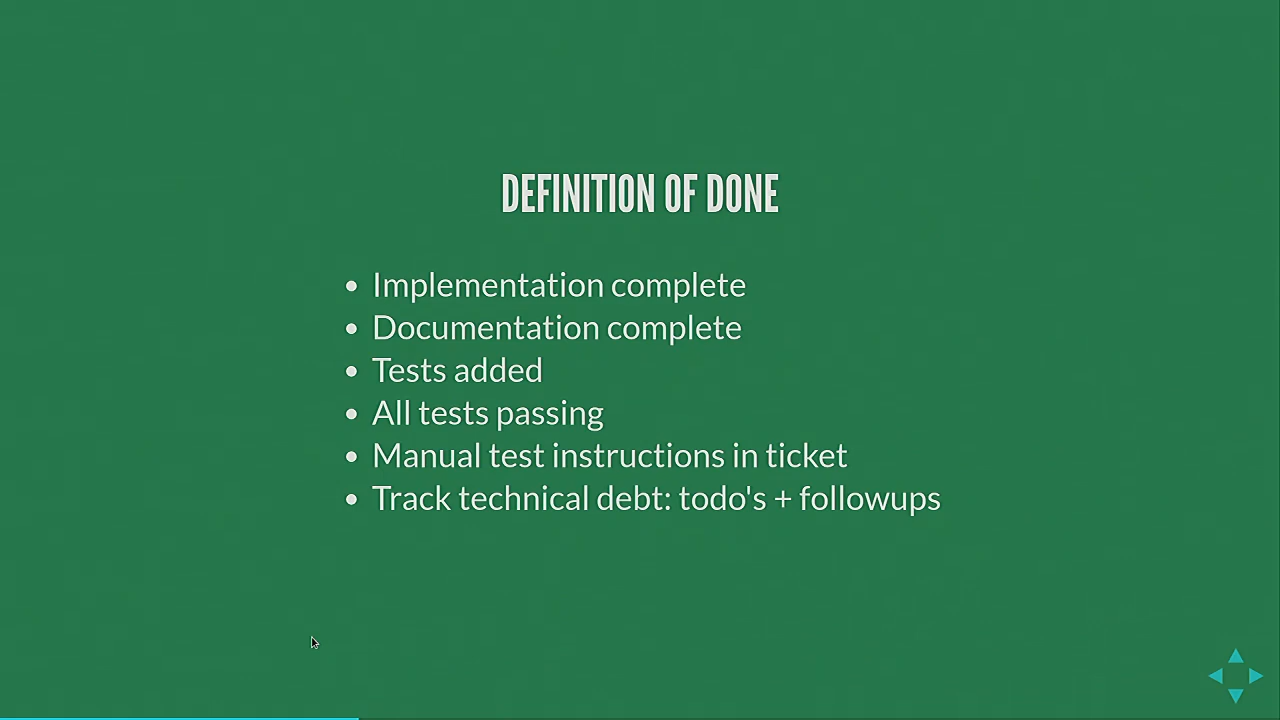 DEFINITION OF DONE
Implementation complete
Documentation complete
Tests added
All tests passing
Manual test instructions in ticket
Track technical debt: todo's + followups